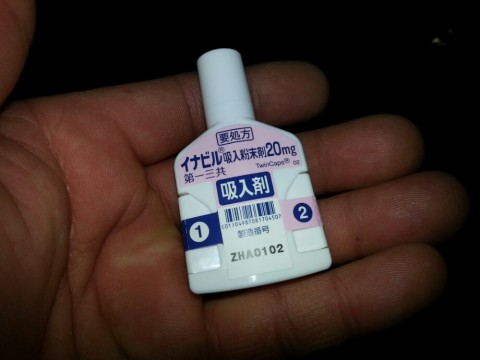 要処方
イナビル®吸入粉末剤20mg
TwinCaps® 02
第一三共
吸入剤
1
2
製造番号
ZHA0102